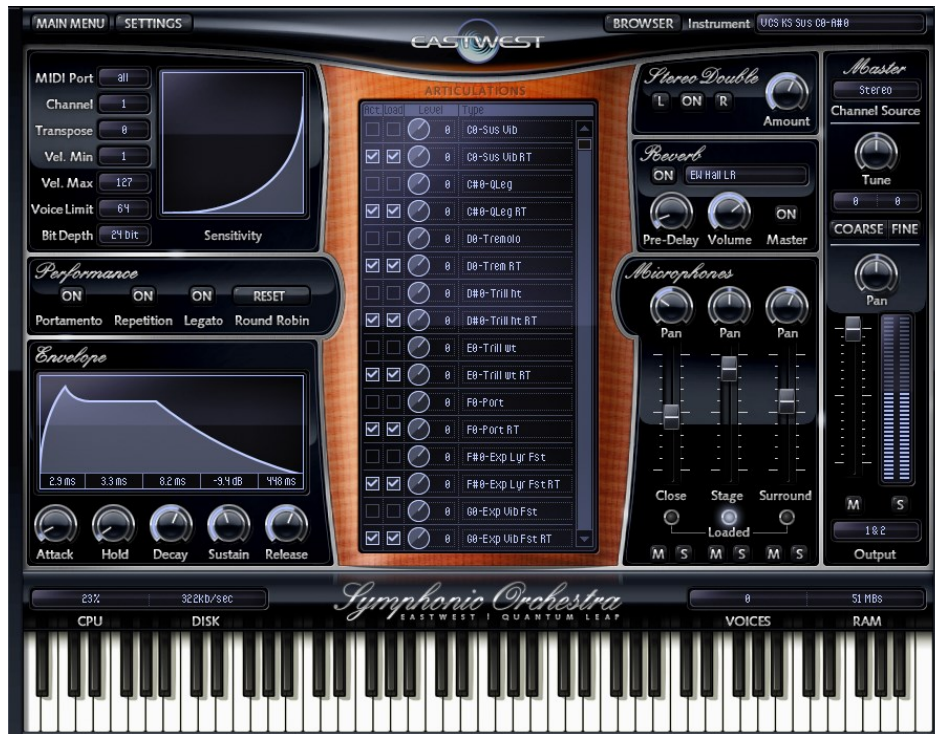 MAIN MENU SETTINGS
EASTWEST
BROWSER Instrument VCS KS Sus C0-A#0
MIDI Port all
Channel 1
Transpose 0
Vel. Min 1
Vel. Max 127
Voice Limit 64
Bit Depth 24 bit
Sensitivity
Performance
ON ON ON RESET
Portamento Repetition Legato Round Robin
Envelope
2.9 ms 3.3 ms 8.2 ms -9.4 dB 448 ms
Attack Hold Decay Sustain Release
ARTICULATIONS
Act. Load Level Type
0 C0-Sus Vib
0 C0-Sus Vib RT
0 C#0-QLeg
0 C#0-QLeg RT
0 D0-Tremolo
0 D0-Trem RT
0 D#0-Trill ht
0 D#0-Trill ht RT
0 E0-Trill wt
0 E0-Trill wt RT
0 F0-Port
0 F0-Port RT
0 F#0-Exp Lyr Fst
0 F#0-Exp Lyr Fst RT
0 G0-Exp Vib Fst
0 G0-Exp Vib Fst RT
Stereo Double
L ON R
Amount
Reverb
ON EW Hall LR
ON
Pre-Delay Volume Master
Microphones
Pan Pan Pan
Close Stage Surround
Loaded
M S M S M S
Master
Stereo
Channel Source
Tune
0 0
COARSE FINE
Pan
M S
1 & 2
Output
23% 322kb/sec
CPU DISK
Symphonic Orchestra
EASTWEST | QUANTUM LEAP
0 51 MBs
VOICES RAM